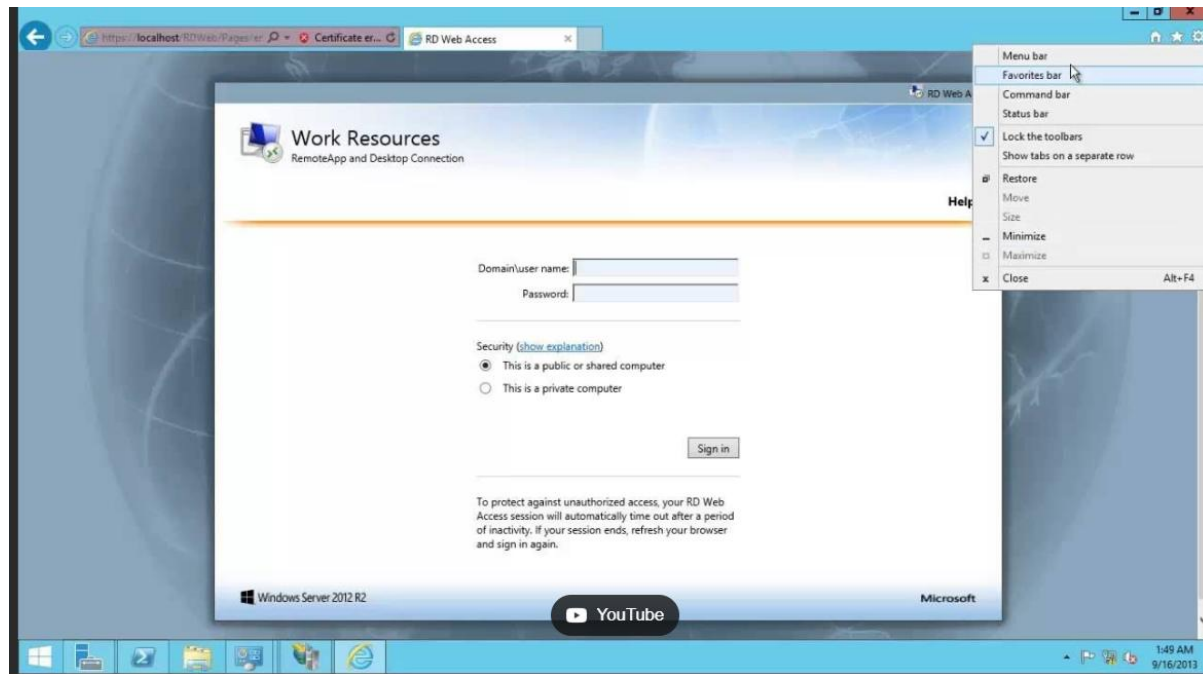 https://localhost/RDWeb/Pages/er
Certificate er...
RD Web Access
Menu bar
Favorites bar
Command bar
Status bar
Lock the toolbars
Show tabs on a separate row
Restore
Move
Size
Minimize
Maximize
x Close Alt+F4
RD Web A
Work Resources
RemoteApp and Desktop Connection
Help
Domain\user name:
Password:
Security (show explanation)
This is a public or shared computer
This is a private computer
Sign in
To protect against unauthorized access, your RD Web
Access session will automatically time out after a period
of inactivity. If your session ends, refresh your browser
and sign in again.
Windows Server 2012 R2
Microsoft
YouTube
1:49 AM
9/16/2013